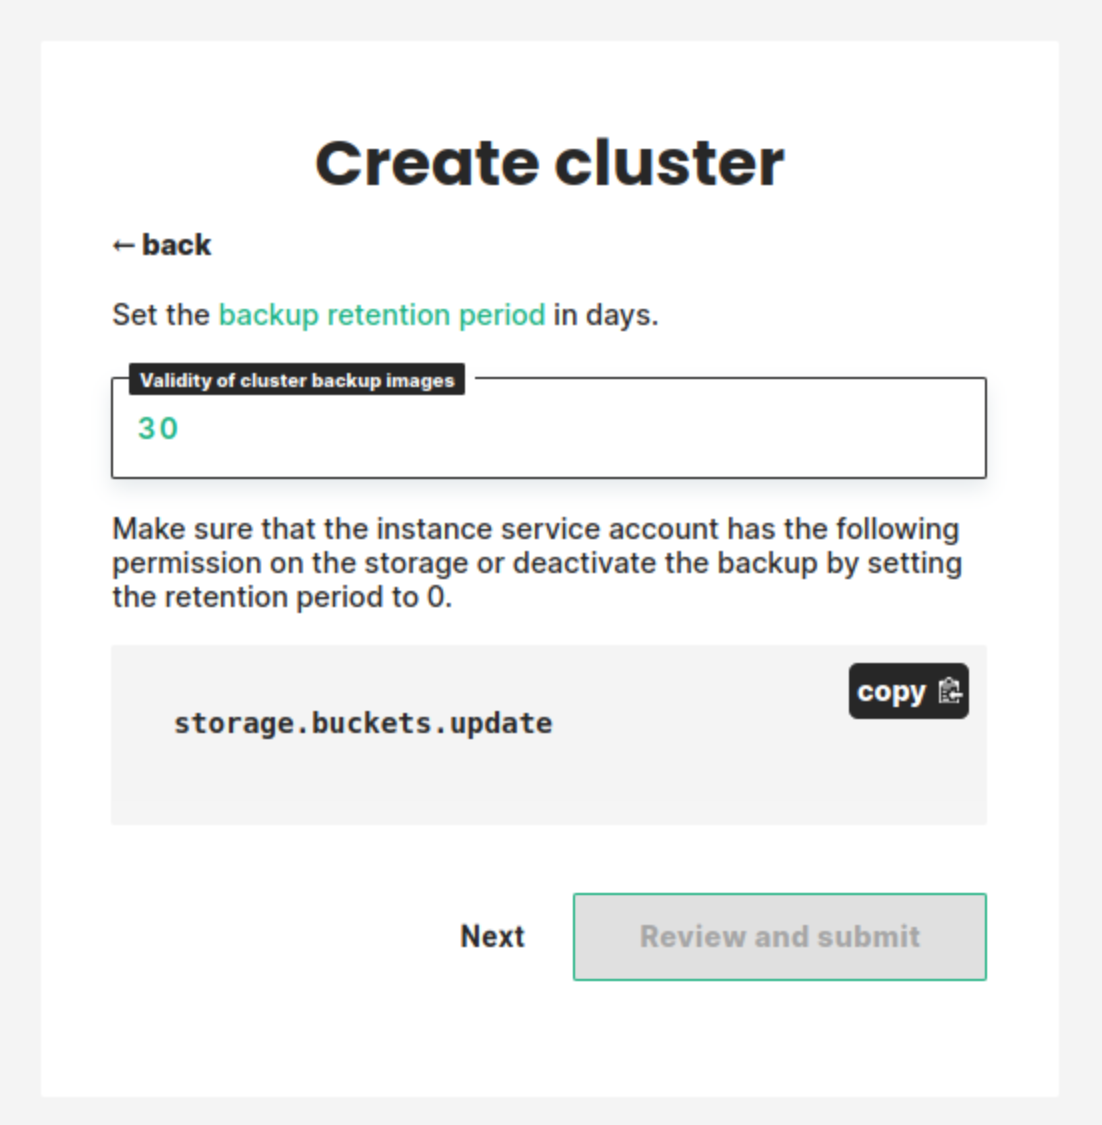 Create cluster
← back
Set the backup retention period in days.
Validity of cluster backup images
30
Make sure that the instance service account has the following
permission on the storage or deactivate the backup by setting
the retention period to 0.
copy
storage.buckets.update
Next
Review and submit